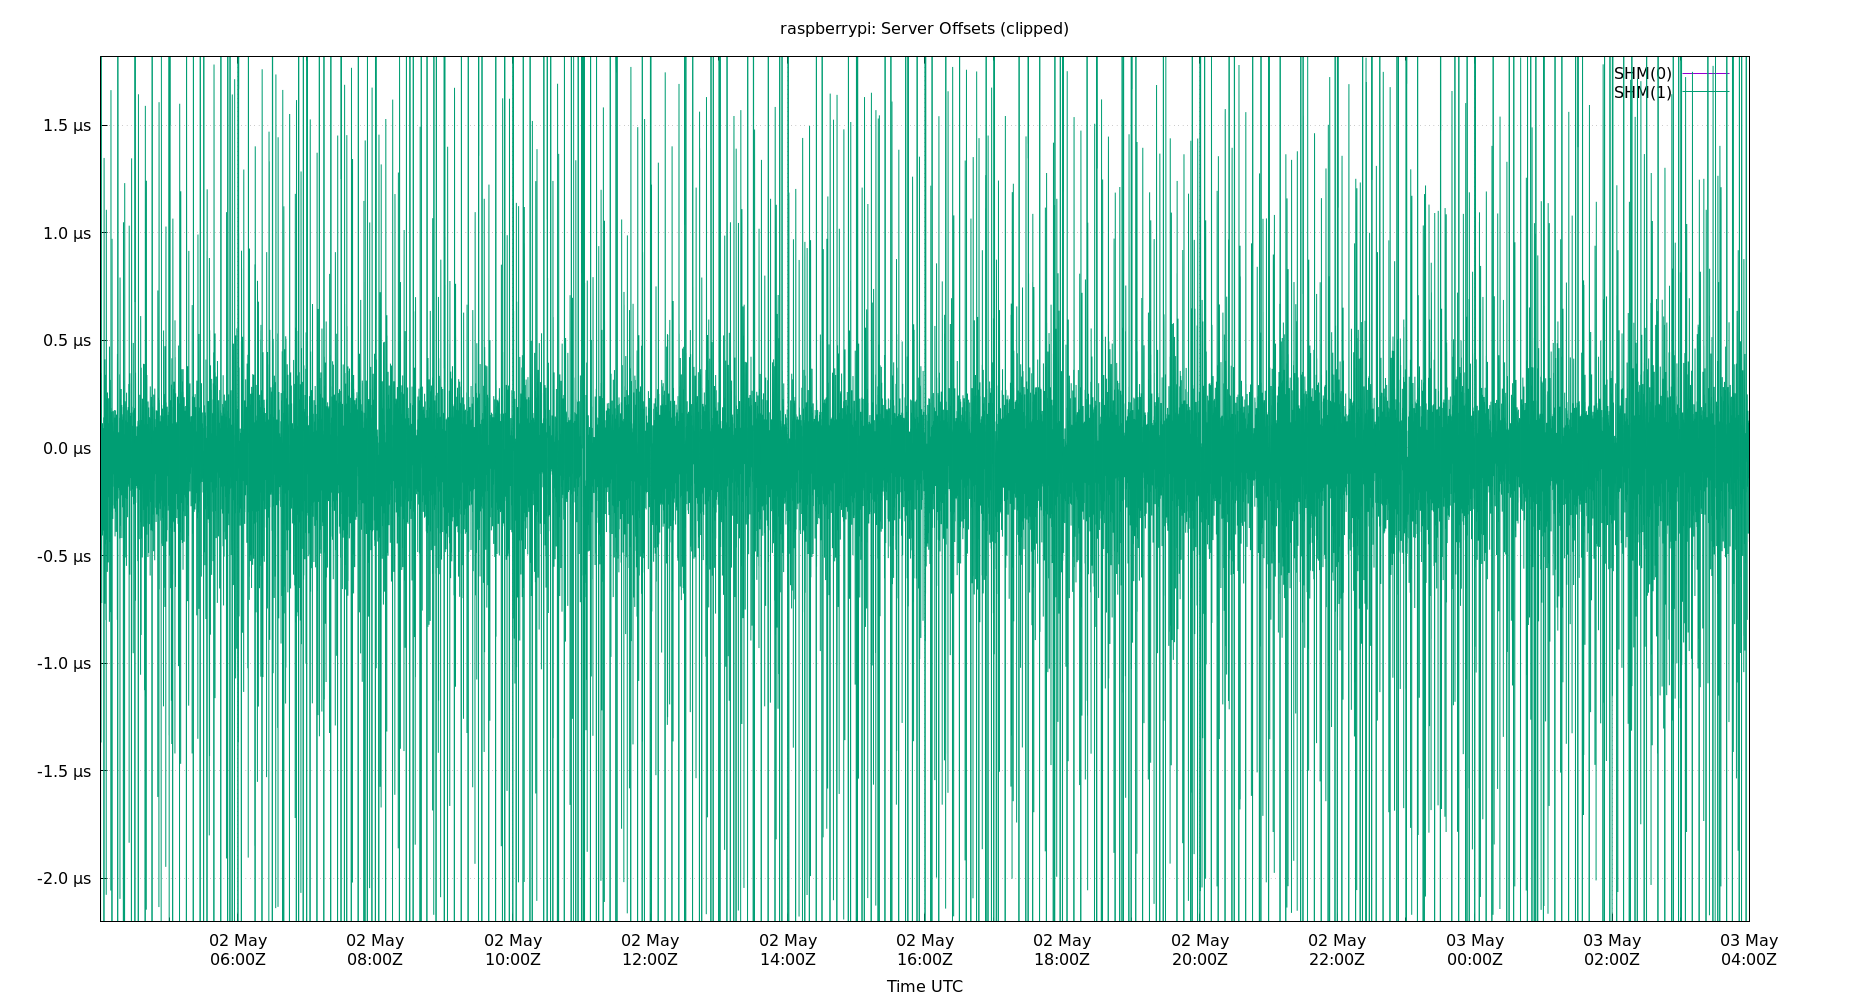 raspberrypi: Server Offsets (clipped)
SHM(0)
SHM(1)
1.5 µs
1.0 µs
0.5 µs
0.0 µs
-0.5 µs
-1.0 µs
-1.5 µs
-2.0 µs
02 May 02 May 02 May 02 May 02 May 02 May 02 May 02 May 02 May 03 May 03 May 03 May
06:00Z 08:00Z 10:00Z 12:00Z 14:00Z 16:00Z 18:00Z 20:00Z 22:00Z 00:00Z 02:00Z 04:00Z
Time UTC